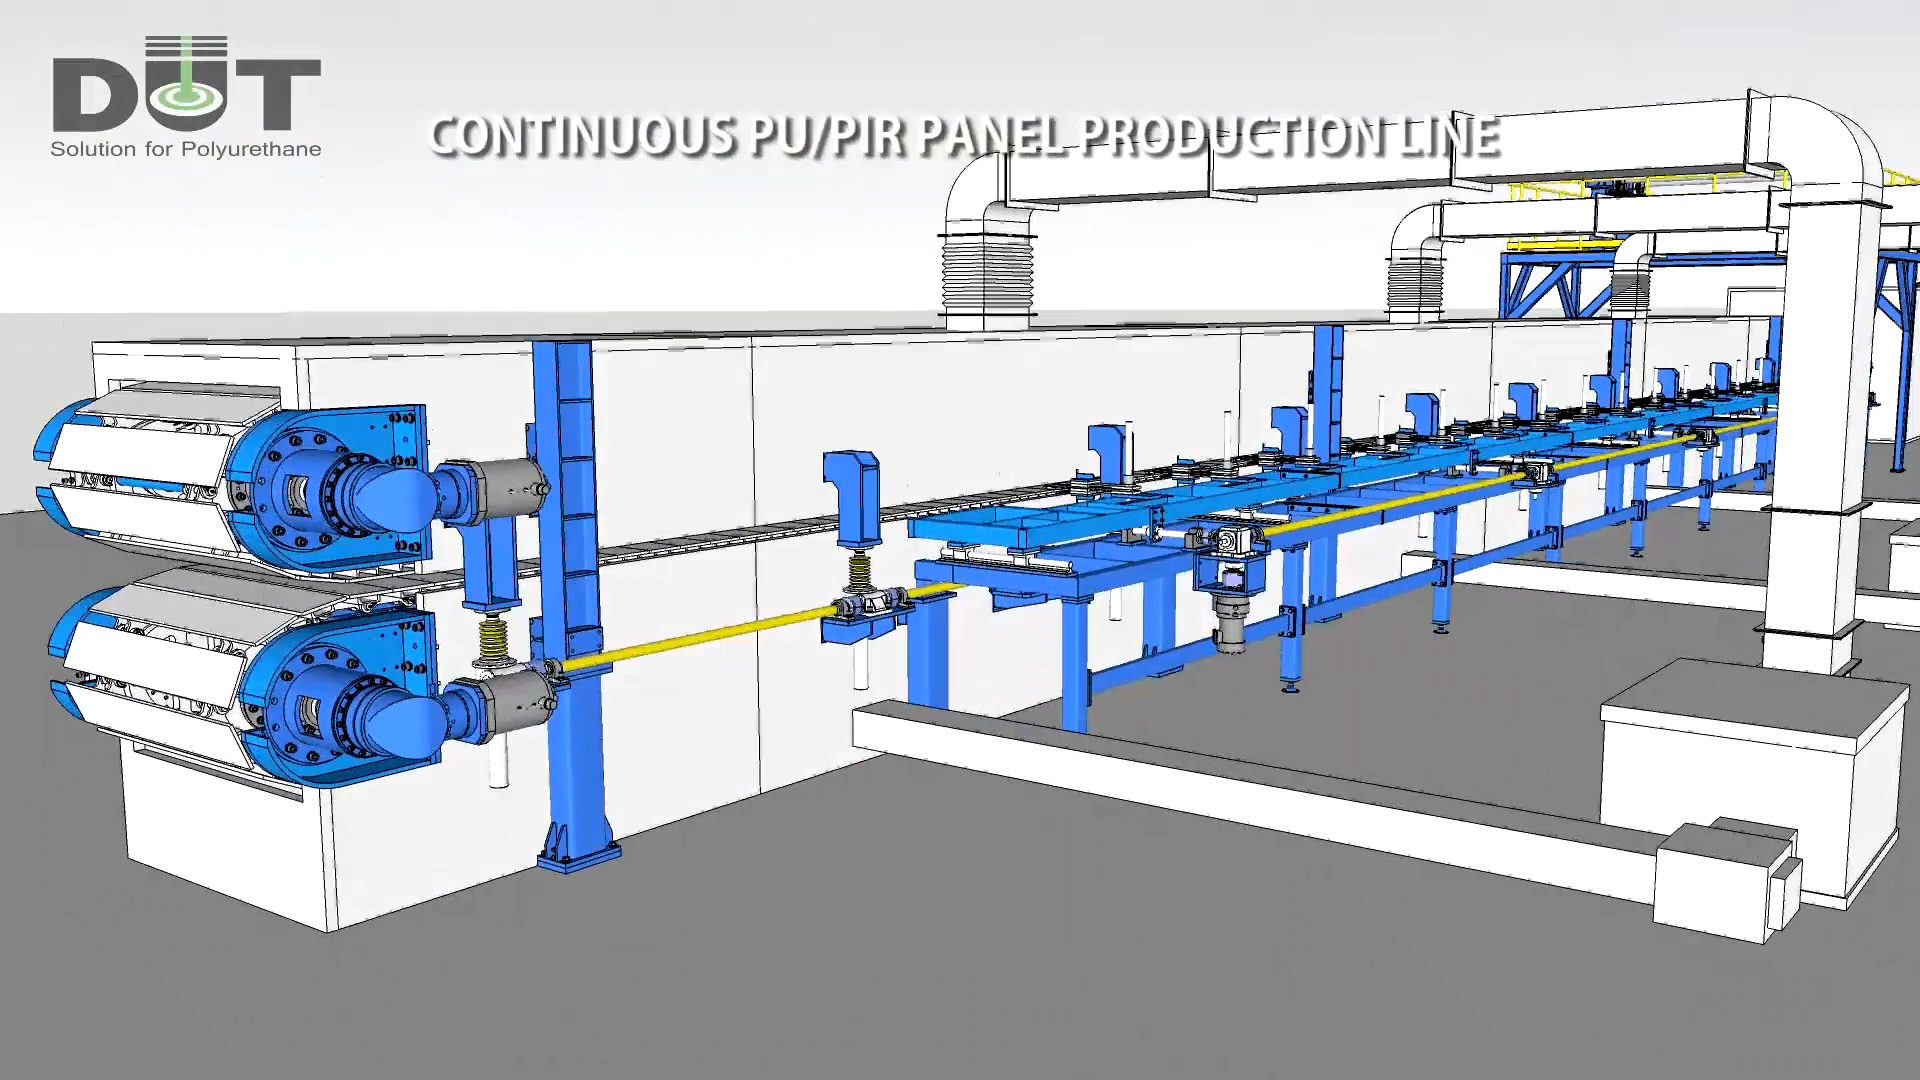 DUT
Solution for Polyurethane
CONTINUOUS PU/PIR PANEL PRODUCTION LINE